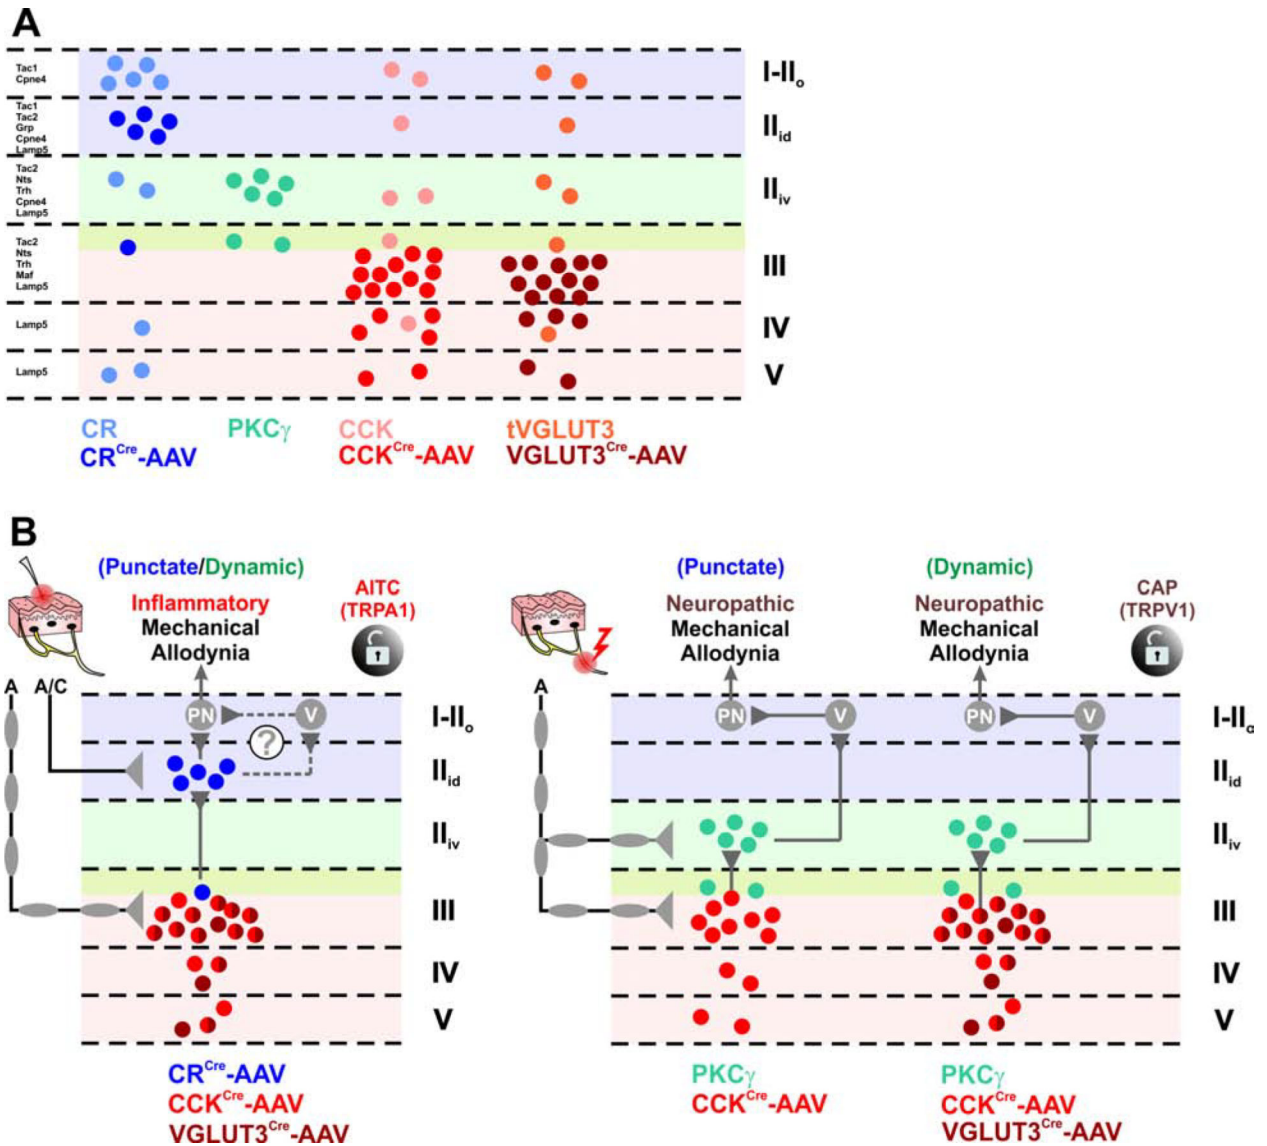 A
Tac1
Cpne4
I-IIo
Tac1
Tac2
Grp
Cpne4
Lamp5
IIid
Tac2
Nts
Trh
Cpne4
Lamp5
IIiv
Tac2
Nts
Trh
Maf
Lamp5
III
Lamp5
IV
Lamp5
V
CR PKCγ CCK tVGLUT3
CRCre-AAV CCKCre-AAV VGLUT3Cre-AAV
B
(Punctate/Dynamic)
Inflammatory
Mechanical
Allodynia
AITC
(TRPA1)
A A/C
PN V
?
I-IIo
IIid
IIiv
III
IV
V
CRCre-AAV
CCKCre-AAV
VGLUT3Cre-AAV
(Punctate)
Neuropathic
Mechanical
Allodynia
(Dynamic)
Neuropathic
Mechanical
Allodynia
CAP
(TRPV1)
A
PN V PN V
I-IIo
IIid
IIiv
III
IV
V
PKCγ
CCKCre-AAV
PKCγ
CCKCre-AAV
VGLUT3Cre-AAV